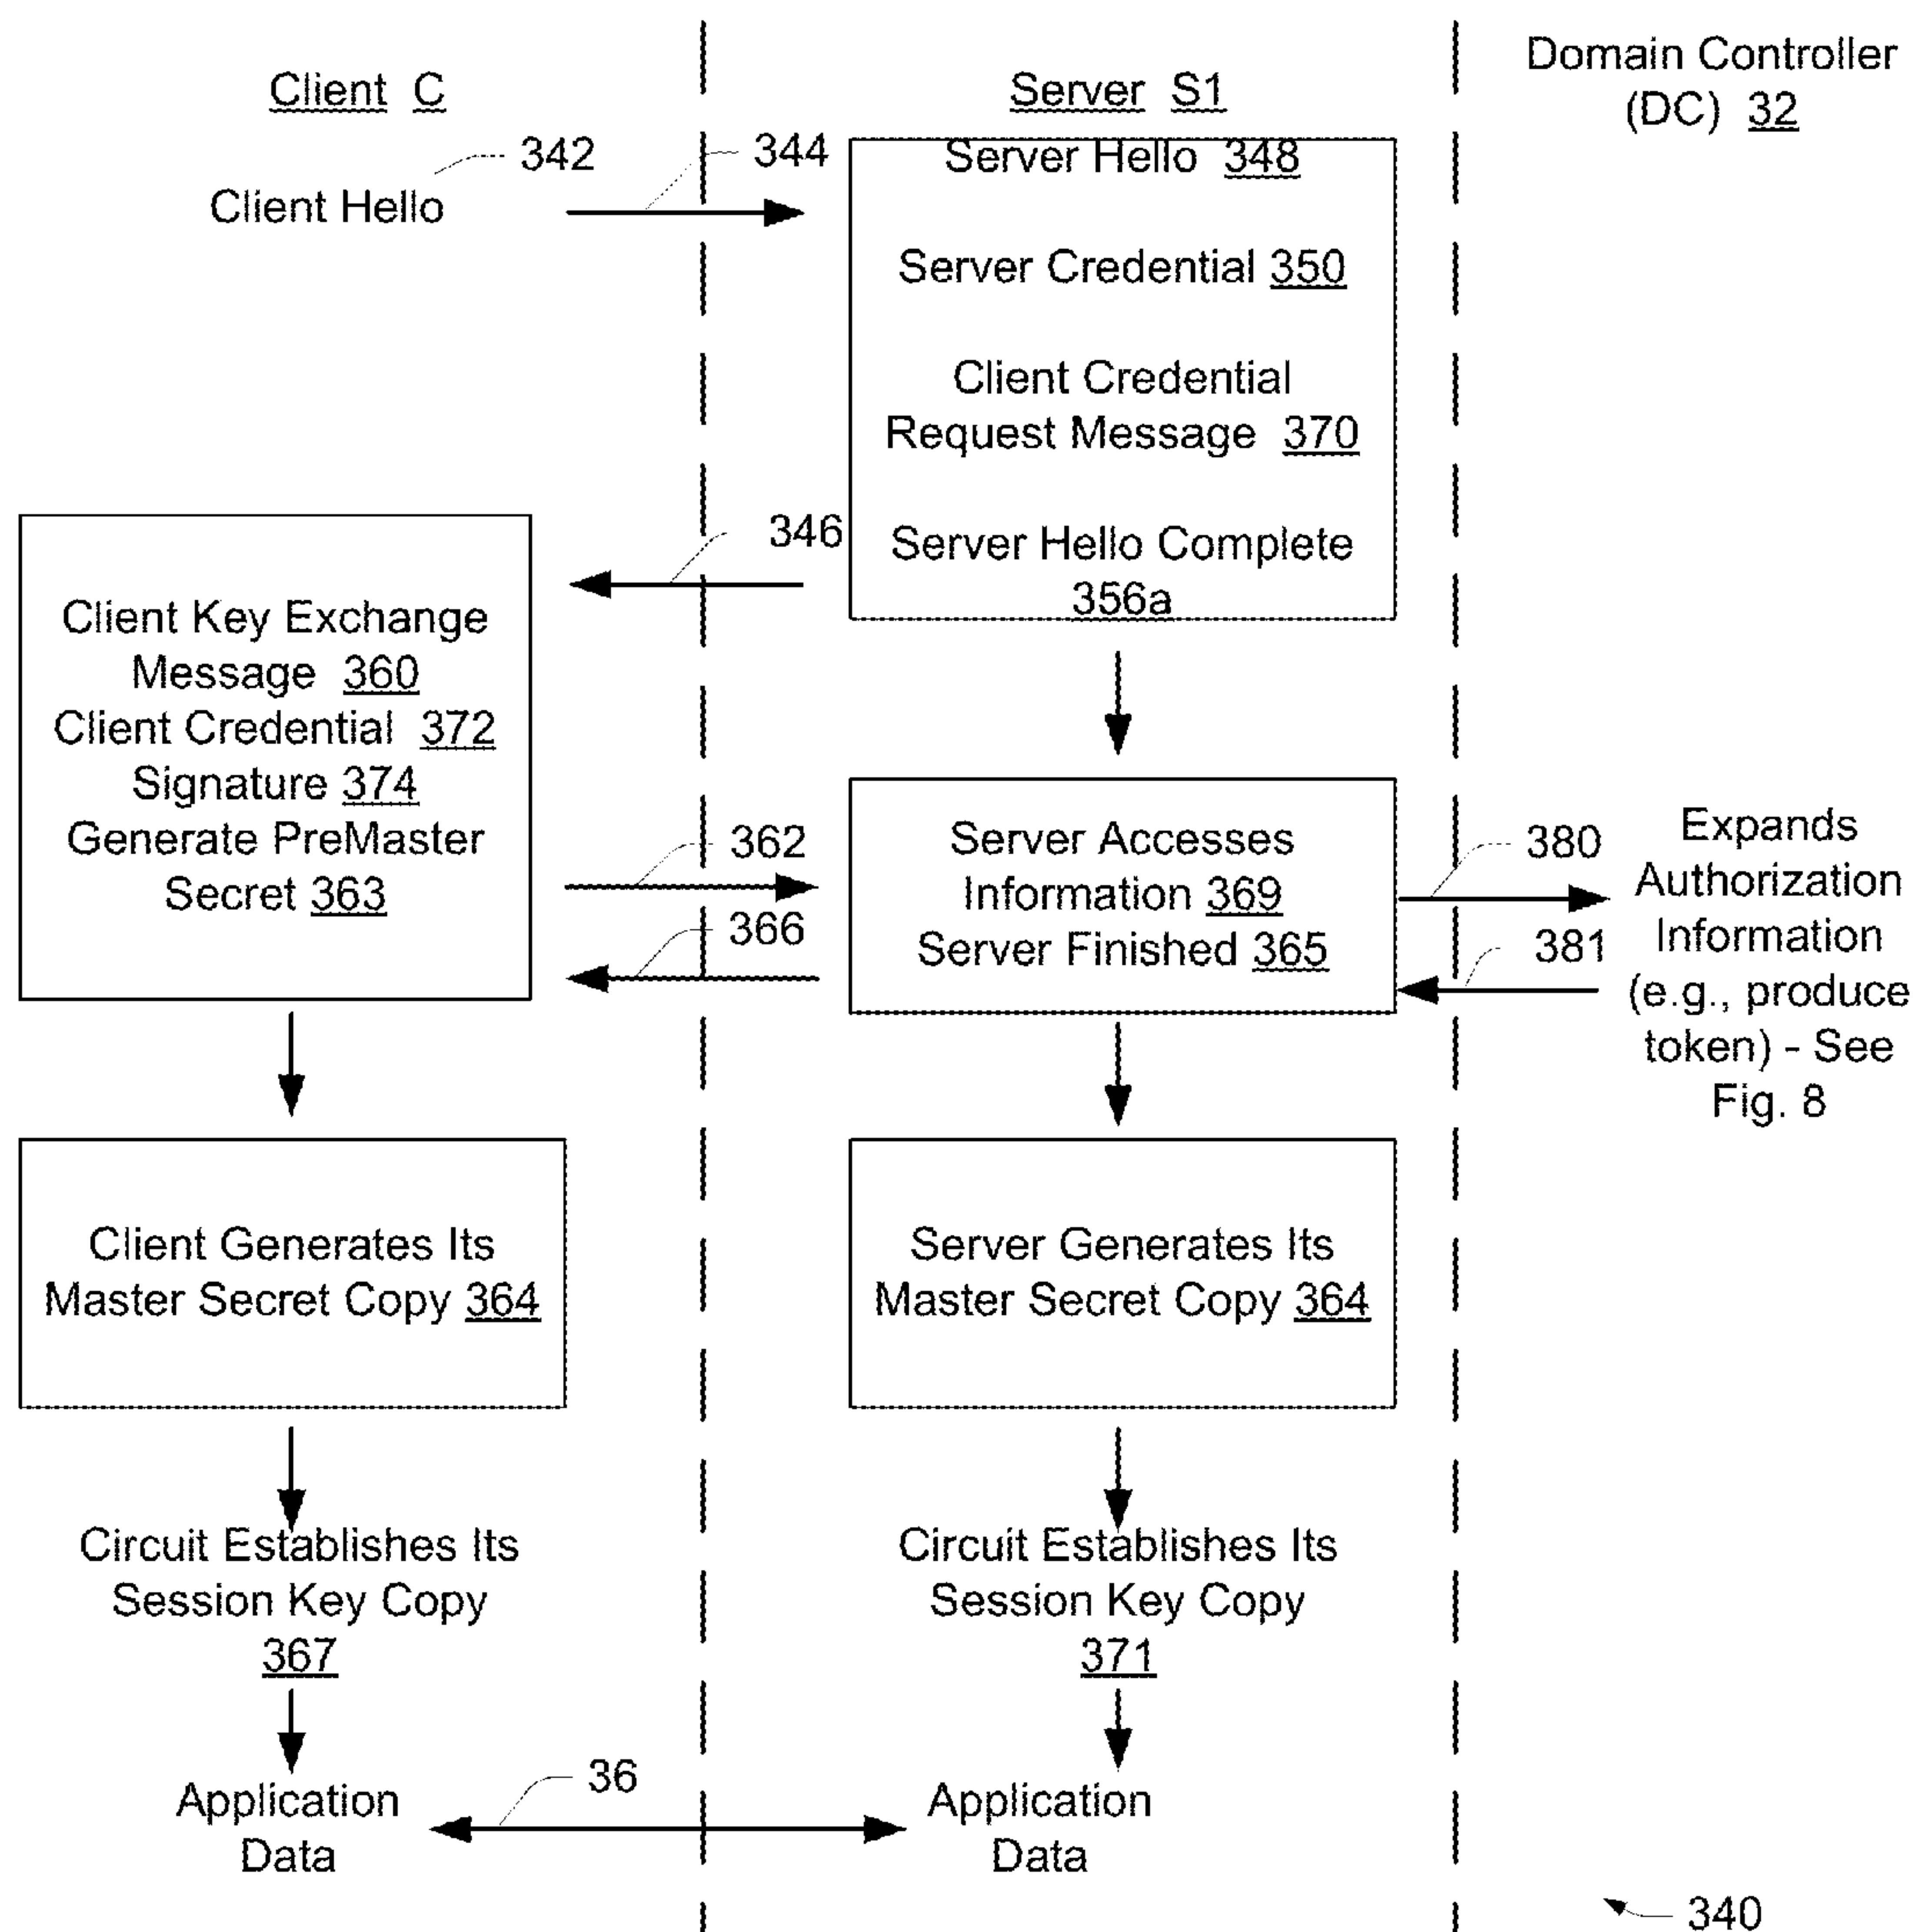 Client C
Server S1
Domain Controller
(DC) 32
342
344
Client Hello
Server Hello 348
Server Credential 350
Client Credential
Request Message 370
Server Hello Complete
356a
346
Client Key Exchange
Message 360
Client Credential 372
Signature 374
Generate PreMaster
Secret 363
362
366
Server Accesses
Information 369
Server Finished 365
380
381
Expands
Authorization
Information
(e.g., produce
token) - See
Fig. 8
Client Generates Its
Master Secret Copy 364
Server Generates Its
Master Secret Copy 364
Circuit Establishes Its
Session Key Copy
367
Circuit Establishes Its
Session Key Copy
371
Application
Data
36
Application
Data
340